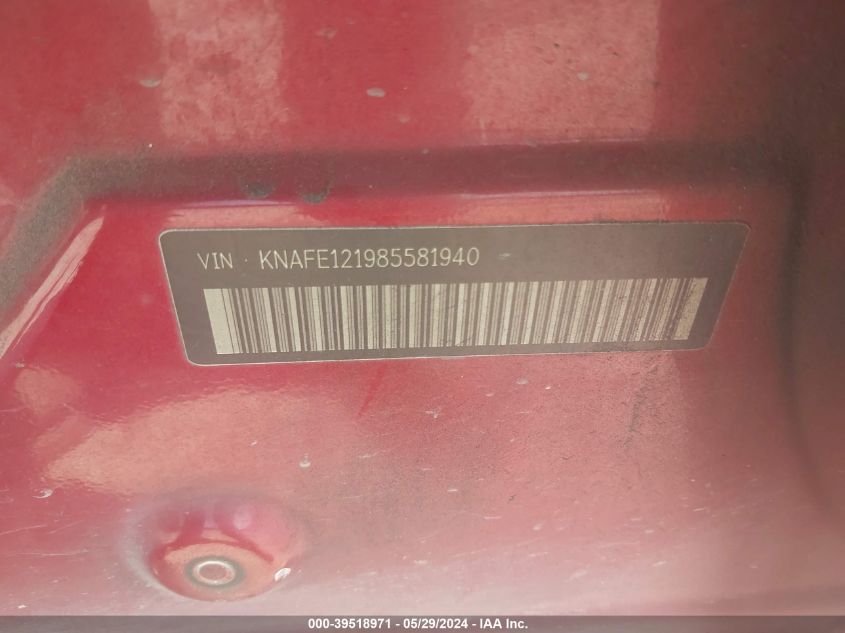 VIN · KNAFE121985581940
000-39518971 - 05/29/2024 - IAA Inc.